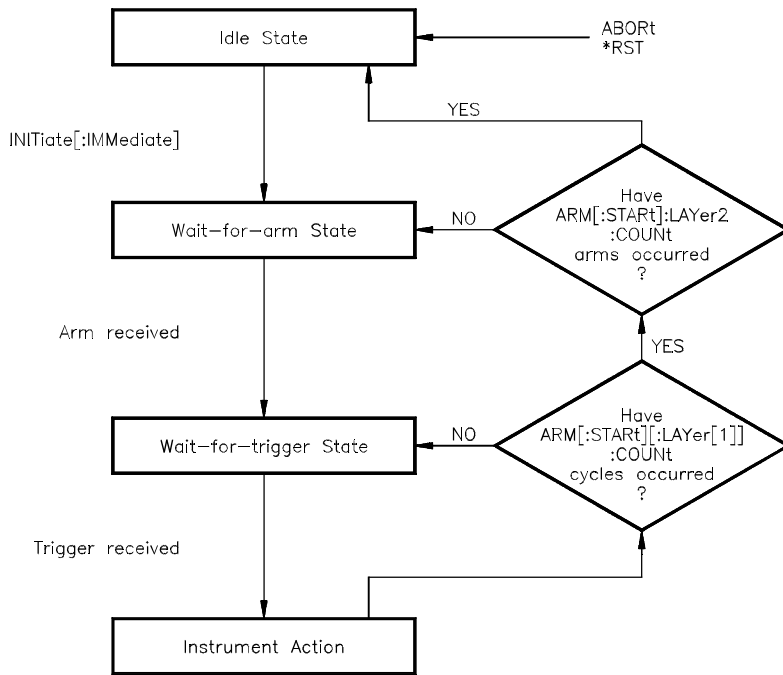 Idle State
ABORt
*RST
YES
INITiate[:IMMediate]
Have
ARM[:STARt]:LAYer2
:COUNt
arms occurred
?
NO
Wait-for-arm State
Arm received
YES
Have
ARM[:STARt][:LAYer[1]]
:COUNt
cycles occurred
?
NO
Wait-for-trigger State
Trigger received
Instrument Action